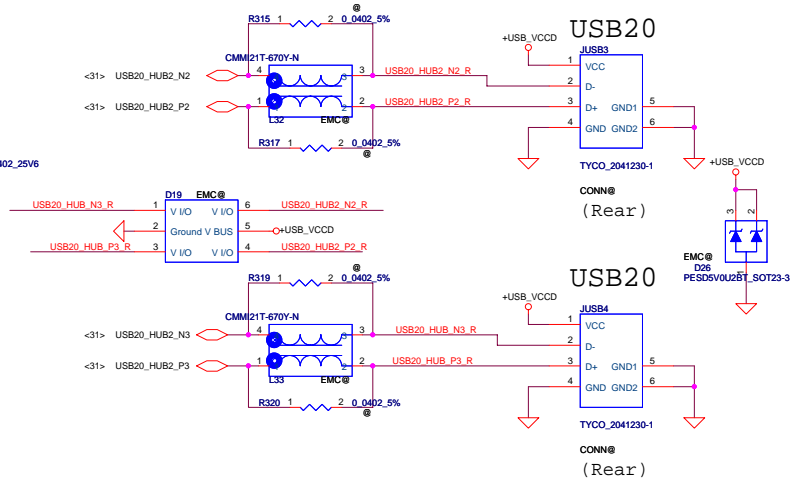 @
R315 1 2 0_0402_5%
CMMI21T-670Y-N
<31> USB20_HUB2_N2 4 3 USB20_HUB2_N2_R
<31> USB20_HUB2_P2 1 2 USB20_HUB2_P2_R
L32 EMC@
R317 1 2 0_0402_5%
@
USB20
+USB_VCCD
JUSB3
1 VCC
2 D-
3 D+ GND1 5
4 GND GND2 6
TYCO_2041230-1
CONN@
(Rear)
402_25V6
D19 EMC@
USB20_HUB_N3_R 1 V I/O V I/O 6 USB20_HUB2_N2_R
2 Ground V BUS 5 +USB_VCCD
USB20_HUB_P3_R 3 V I/O V I/O 4 USB20_HUB2_P2_R
+USB_VCCD
3 2
1
EMC@
D26
PESD5V0U2BT_SOT23-3
@
R319 1 2 0_0402_5%
CMMI21T-670Y-N
<31> USB20_HUB2_N3 4 3 USB20_HUB_N3_R
<31> USB20_HUB2_P3 1 2 USB20_HUB_P3_R
L33 EMC@
R320 1 2 0_0402_5%
@
USB20
+USB_VCCD
JUSB4
1 VCC
2 D-
3 D+ GND1 5
4 GND GND2 6
TYCO_2041230-1
CONN@
(Rear)